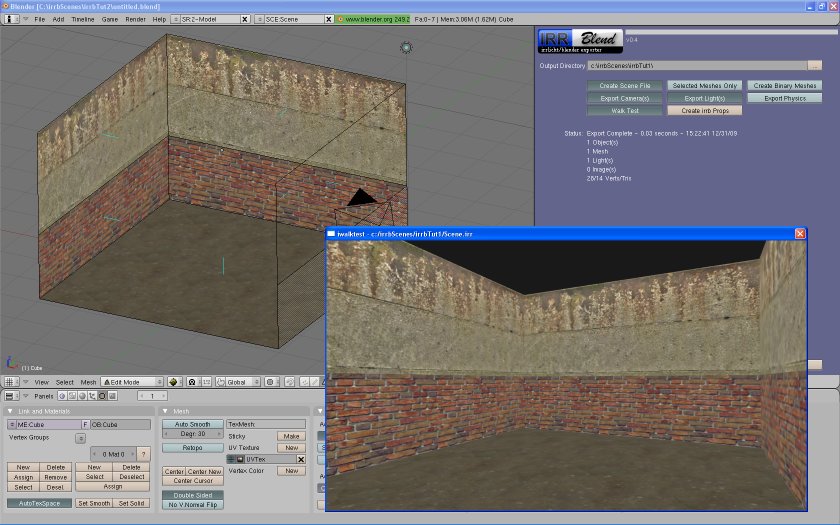 Blender [C:\irrbScenes\irrbTut2\untitled.blend]
File Add Timeline Game Render Help SR:2-Model SCE:Scene www.blender.org 249.2 Fa:0-7 | Mem:3.06M (1.62M) Cube
IRR Blend v0.4
irrlicht/blender exporter
Output Directory c:\irrbScenes\irrbTut1\ ...
Create Scene File Selected Meshes Only Create Binary Meshes
Export Camera(s) Export Light(s) Export Physics
Walk Test Create irrb Props
Status: Export Complete - 0.03 seconds - 15:22:41 12/31/09
1 Object(s)
1 Mesh
1 Light(s)
0 Image(s)
26/14 Verts/Tris
iwalktest - c:/irrbScenes/irrbTut1/Scene.irr
(1) Cube
View Select Mesh Edit Mode Global
Panels 1
Link and Materials
ME:Cube F OB:Cube
Vertex Groups
0 Mat 0 ?
New Delete New Delete
Assign Remove Select Deselect
Select Desel. Assign
AutoTexSpace Set Smooth Set Solid
Mesh
Auto Smooth
Degr: 30
Retopo
Center Center New
Center Cursor
Double Sided
No V.Normal Flip
TexMesh:
Sticky Make
UV Texture New
UVTex
Vertex Color New